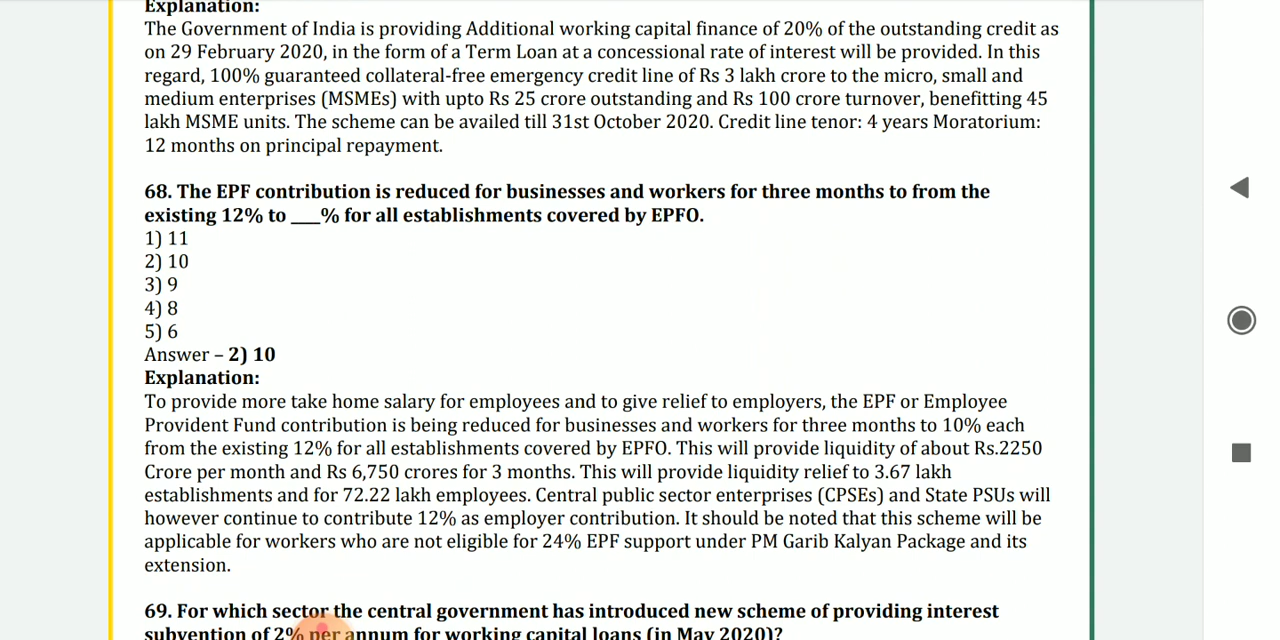 Explanation:
The Government of India is providing Additional working capital finance of 20% of the outstanding credit as
on 29 February 2020, in the form of a Term Loan at a concessional rate of interest will be provided. In this
regard, 100% guaranteed collateral-free emergency credit line of Rs 3 lakh crore to the micro, small and
medium enterprises (MSMEs) with upto Rs 25 crore outstanding and Rs 100 crore turnover, benefitting 45
lakh MSME units. The scheme can be availed till 31st October 2020. Credit line tenor: 4 years Moratorium:
12 months on principal repayment.
68. The EPF contribution is reduced for businesses and workers for three months to from the
existing 12% to ___% for all establishments covered by EPFO.
1) 11
2) 10
3) 9
4) 8
5) 6
Answer – 2) 10
Explanation:
To provide more take home salary for employees and to give relief to employers, the EPF or Employee
Provident Fund contribution is being reduced for businesses and workers for three months to 10% each
from the existing 12% for all establishments covered by EPFO. This will provide liquidity of about Rs.2250
Crore per month and Rs 6,750 crores for 3 months. This will provide liquidity relief to 3.67 lakh
establishments and for 72.22 lakh employees. Central public sector enterprises (CPSEs) and State PSUs will
however continue to contribute 12% as employer contribution. It should be noted that this scheme will be
applicable for workers who are not eligible for 24% EPF support under PM Garib Kalyan Package and its
extension.
69. For which sector the central government has introduced new scheme of providing interest
subvention of 2% per annum for working capital loans (in May 2020)?